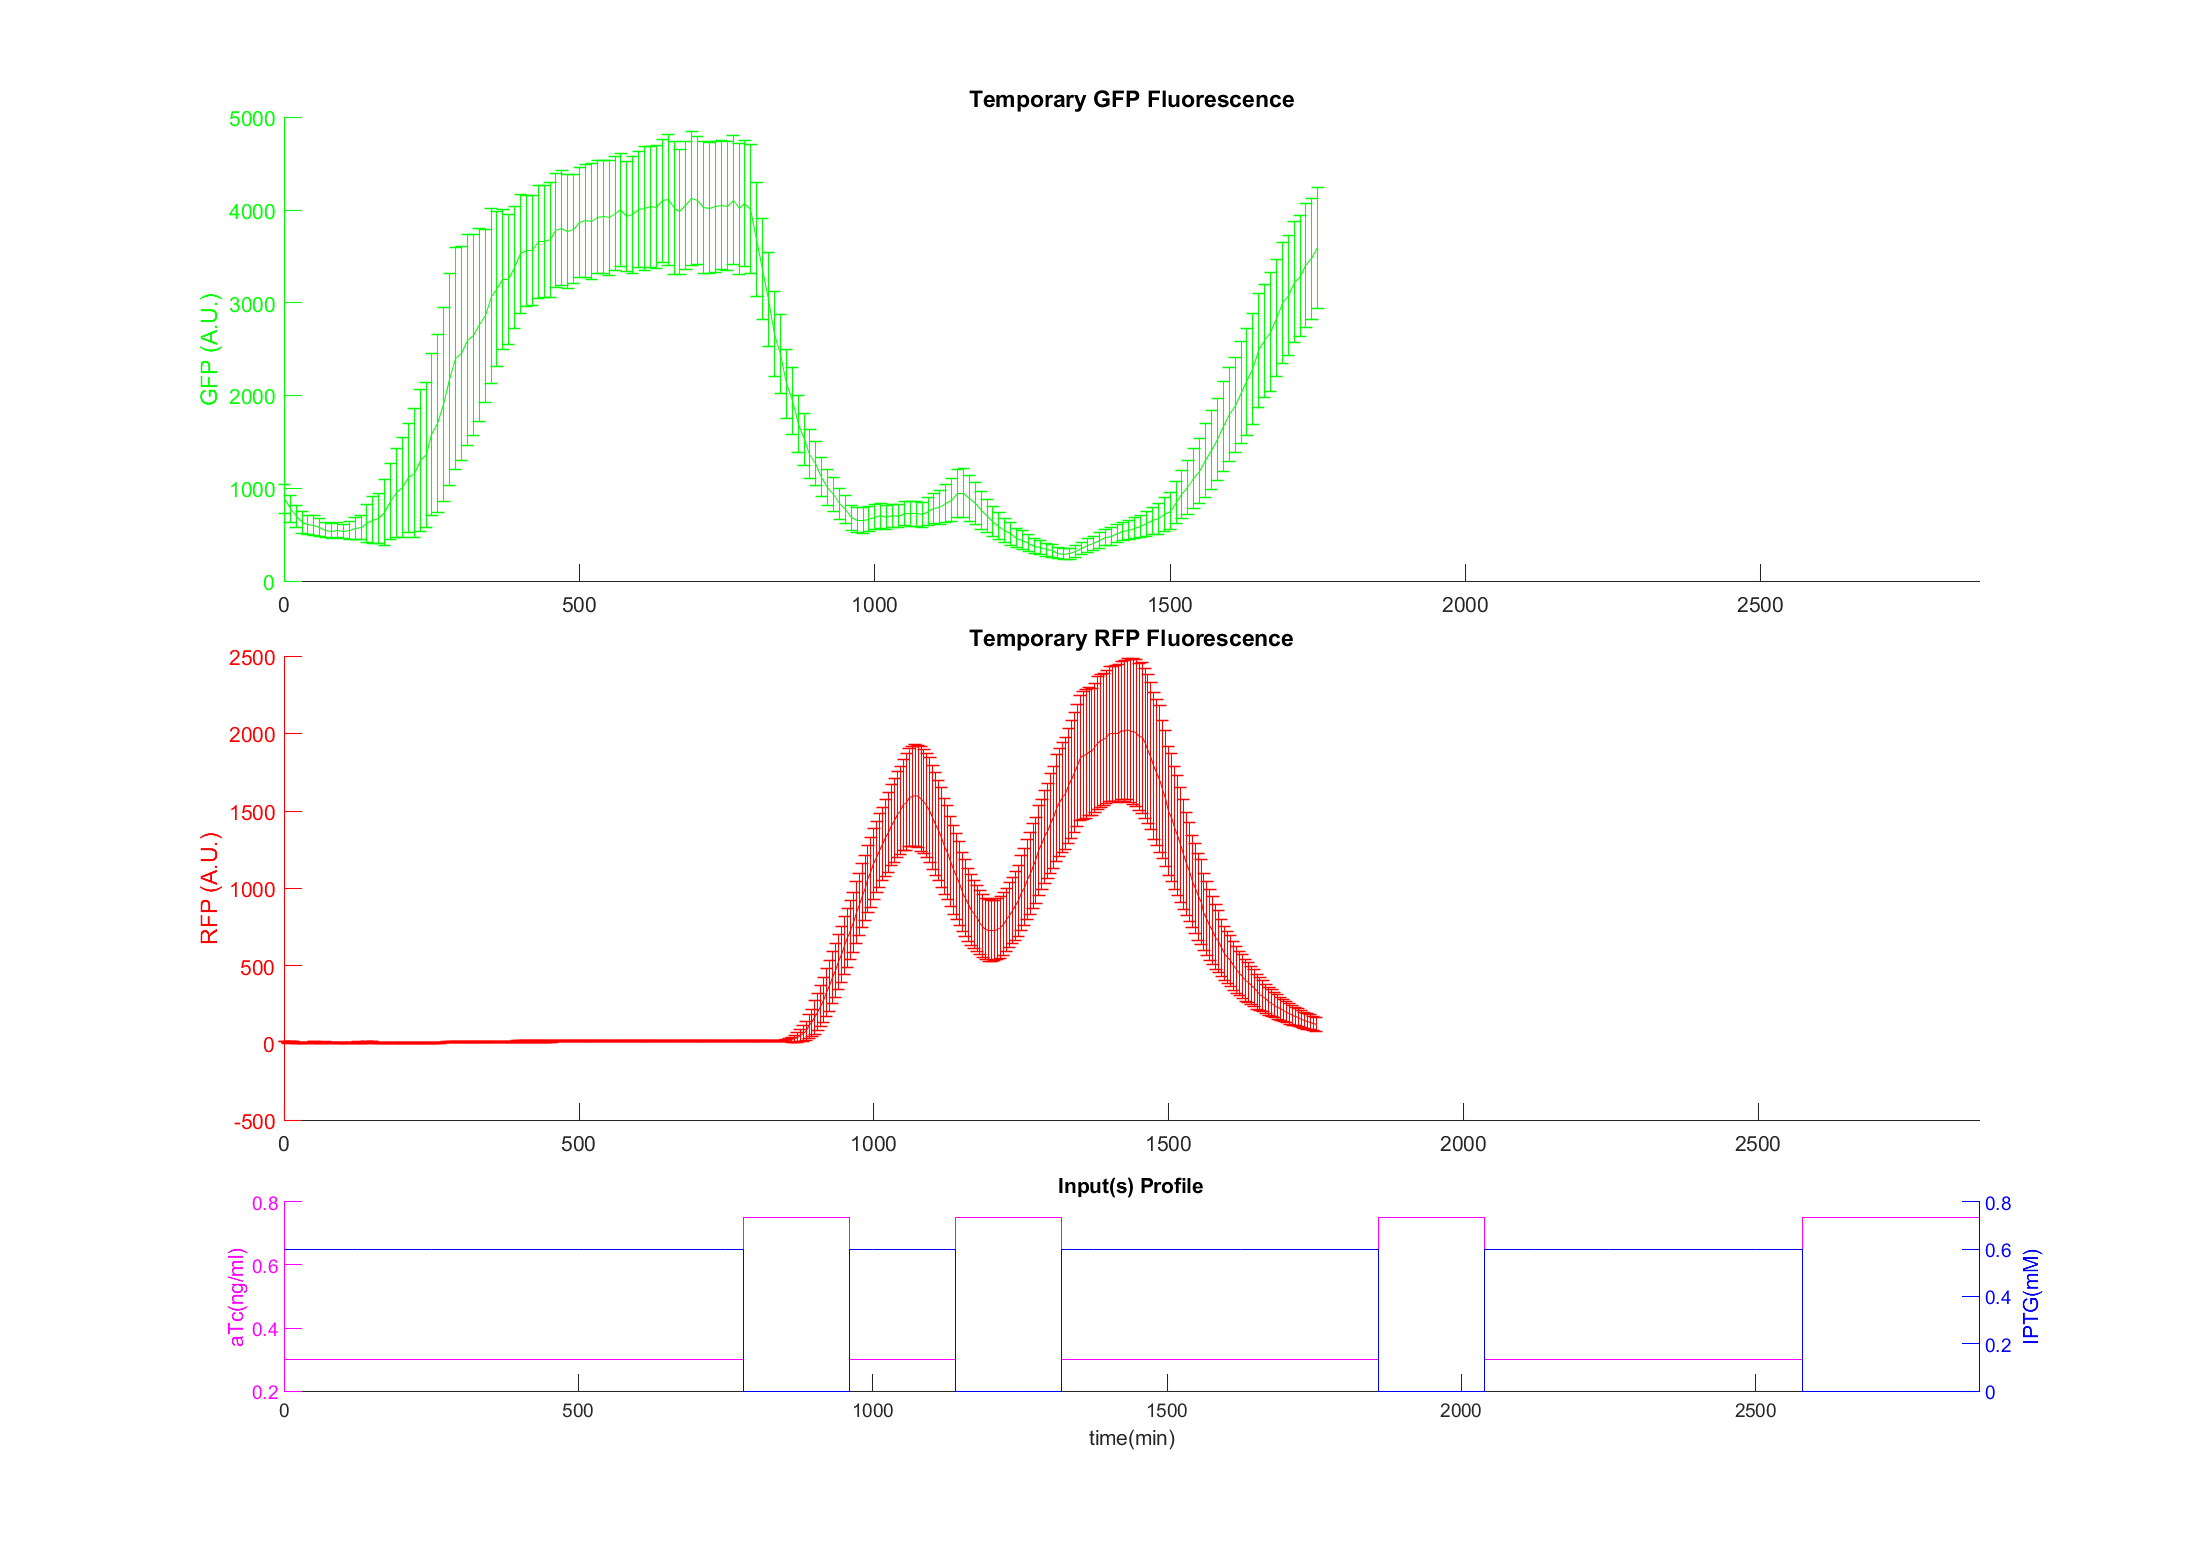 Temporary GFP Fluorescence
5000
4000
3000
2000
1000
0
GFP (A.U.)
0 500 1000 1500 2000 2500
Temporary RFP Fluorescence
2500
2000
1500
1000
500
0
-500
RFP (A.U.)
0 500 1000 1500 2000 2500
Input(s) Profile
0.8
0.6
0.4
0.2
aTc(ng/ml)
0.8
0.6
0.4
0.2
0
IPTG(mM)
0 500 1000 1500 2000 2500
time(min)